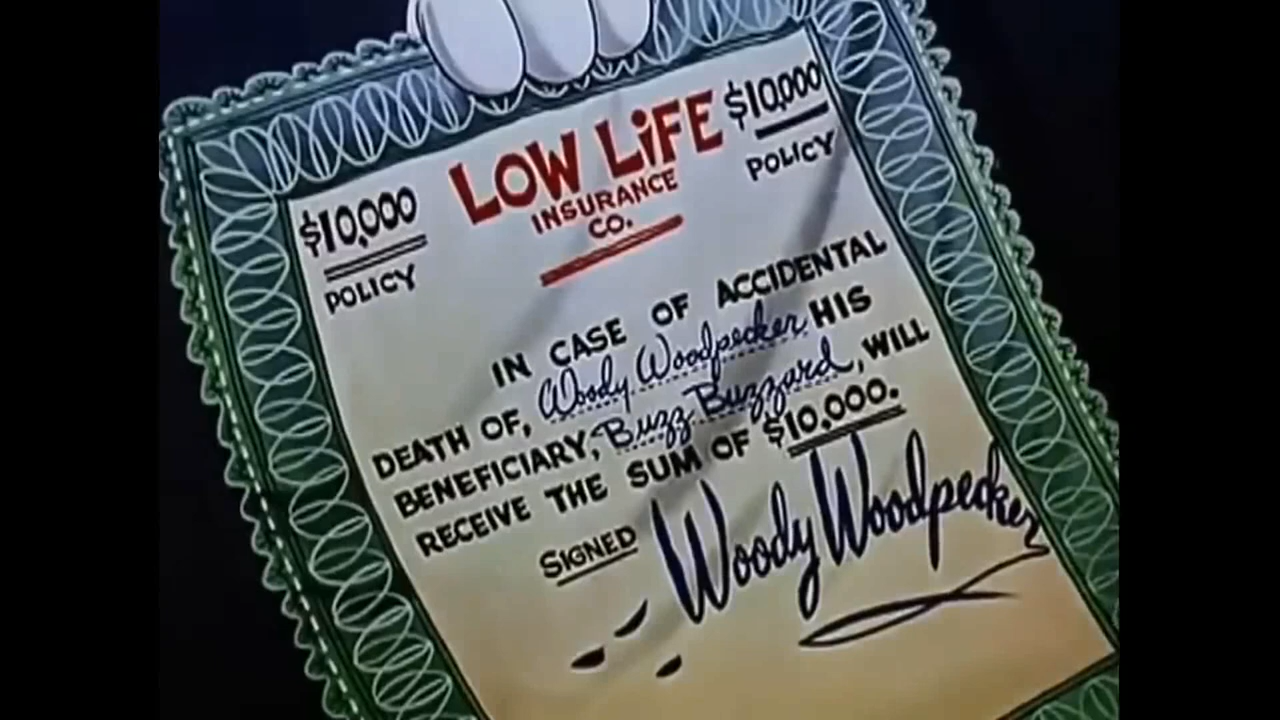 $10,000
POLICY
LOW LiFE
INSURANCE
CO.
$10,000
POLICY
IN CASE OF ACCIDENTAL
DEATH OF, Woody Woodpecker HIS
BENEFICIARY, Buzz Buzzard, WILL
RECEIVE THE SUM OF $10,000.
SIGNED Woody Woodpecker